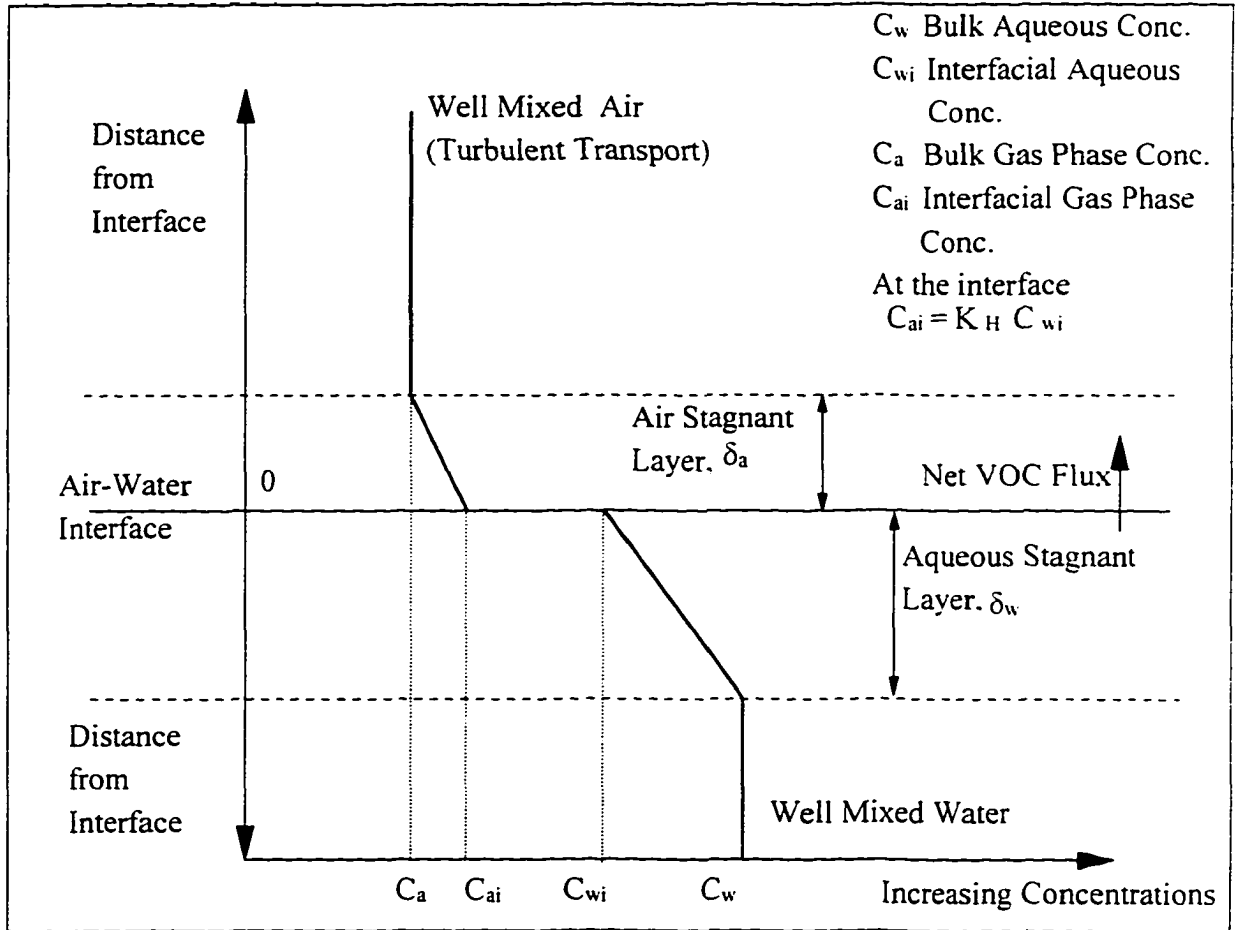 C_w Bulk Aqueous Conc.
C_wi Interfacial Aqueous
Conc.
C_a Bulk Gas Phase Conc.
C_ai Interfacial Gas Phase
Conc.
At the interface
C_ai = K_H C_wi
Well Mixed Air
(Turbulent Transport)
Distance
from
Interface
Air Stagnant
Layer. δ_a
0
Net VOC Flux
Air-Water
Interface
Aqueous Stagnant
Layer. δ_w
Distance
from
Interface
Well Mixed Water
C_a C_ai C_wi C_w Increasing Concentrations